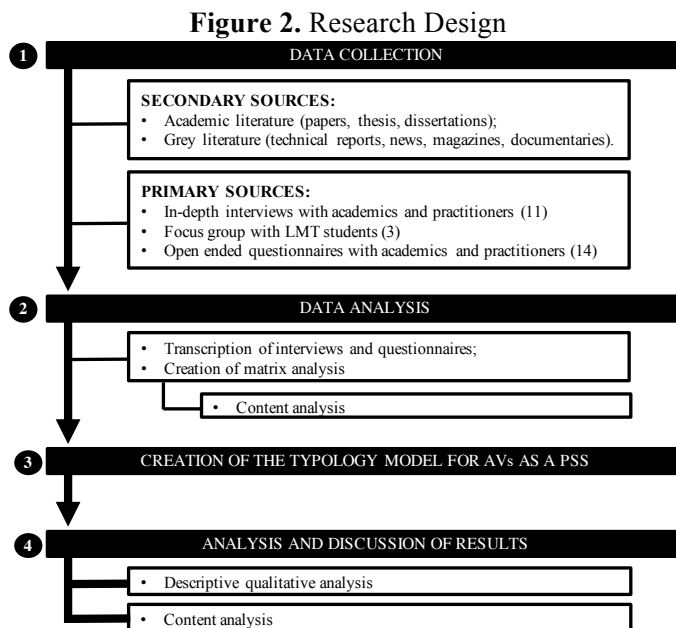 Figure 2. Research Design
1
DATA COLLECTION
SECONDARY SOURCES:
• Academic literature (papers, thesis, dissertations);
• Grey literature (technical reports, news, magazines, documentaries).
PRIMARY SOURCES:
• In-depth interviews with academics and practitioners (11)
• Focus group with LMT students (3)
• Open ended questionnaires with academics and practitioners (14)
2
DATA ANALYSIS
• Transcription of interviews and questionnaires;
• Creation of matrix analysis
• Content analysis
3
CREATION OF THE TYPOLOGY MODEL FOR AVs AS A PSS
4
ANALYSIS AND DISCUSSION OF RESULTS
• Descriptive qualitative analysis
• Content analysis